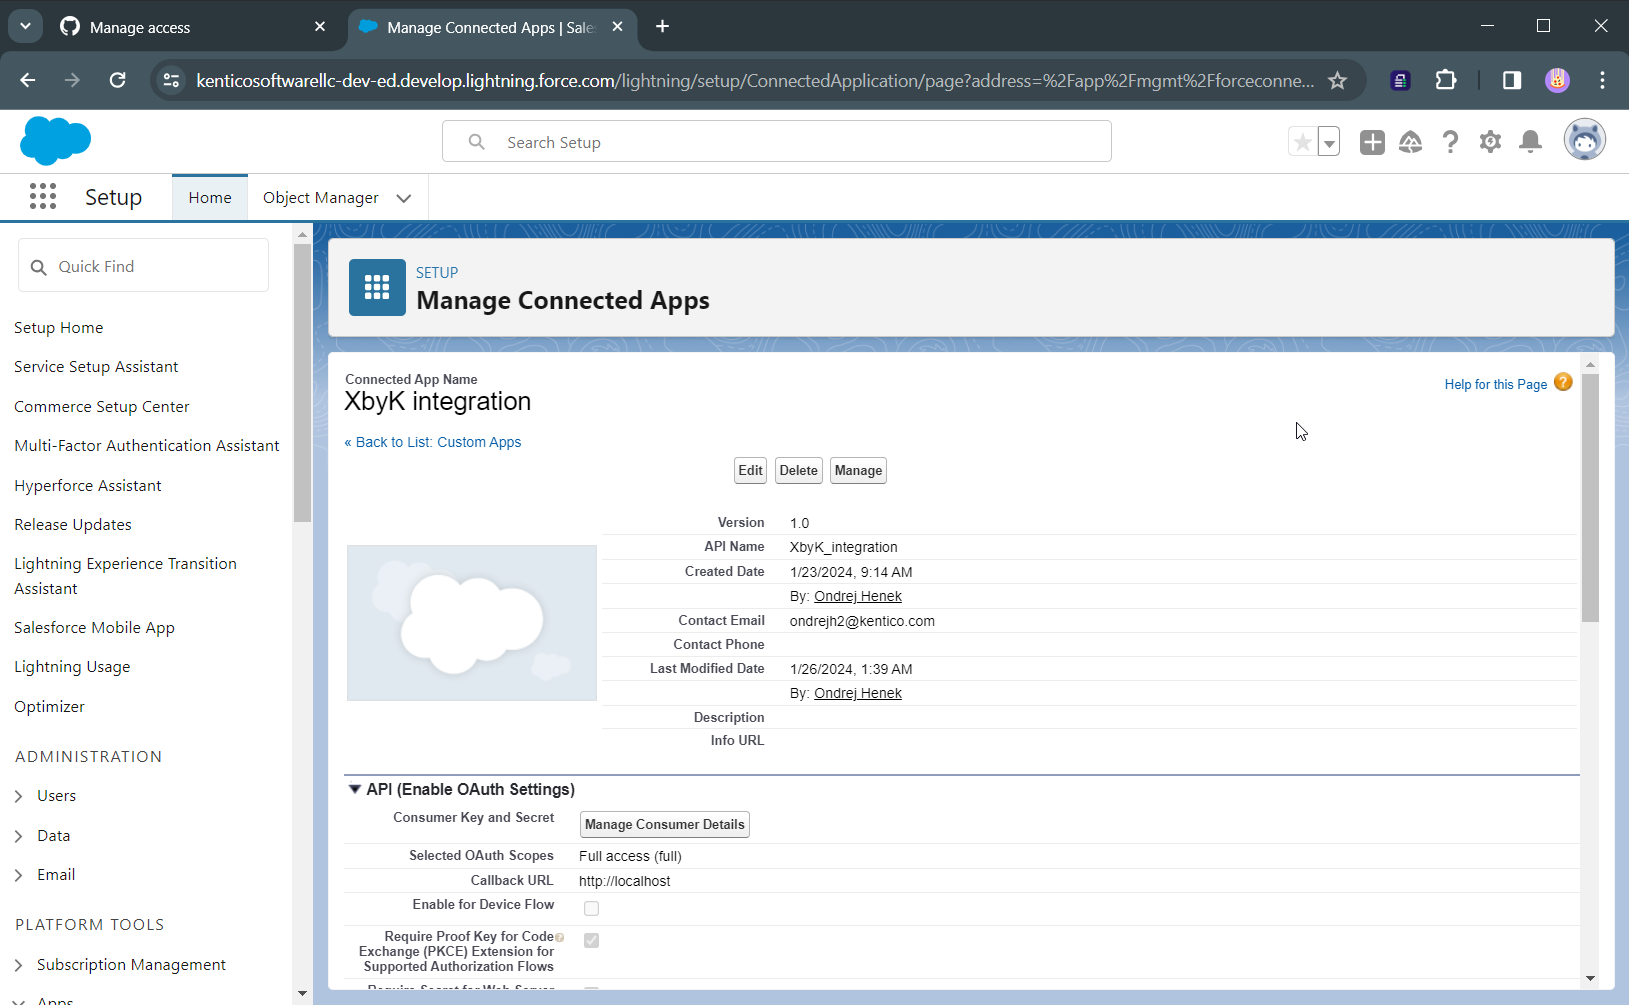 Manage access
Manage Connected Apps | Sale
kenticosoftwarellc-dev-ed.develop.lightning.force.com/lightning/setup/ConnectedApplication/page?address=%2Fapp%2Fmgmt%2Fforceconne...
Search Setup
Setup
Home
Object Manager
Quick Find
Setup Home
Service Setup Assistant
Commerce Setup Center
Multi-Factor Authentication Assistant
Hyperforce Assistant
Release Updates
Lightning Experience Transition
Assistant
Salesforce Mobile App
Lightning Usage
Optimizer
ADMINISTRATION
Users
Data
Email
PLATFORM TOOLS
Subscription Management
Apps
SETUP
Manage Connected Apps
Connected App Name
XbyK integration
Help for this Page
« Back to List: Custom Apps
Edit Delete Manage
Version 1.0
API Name XbyK_integration
Created Date 1/23/2024, 9:14 AM
By: Ondrej Henek
Contact Email ondrejh2@kentico.com
Contact Phone
Last Modified Date 1/26/2024, 1:39 AM
By: Ondrej Henek
Description
Info URL
API (Enable OAuth Settings)
Consumer Key and Secret Manage Consumer Details
Selected OAuth Scopes Full access (full)
Callback URL http://localhost
Enable for Device Flow
Require Proof Key for Code
Exchange (PKCE) Extension for
Supported Authorization Flows
Require Secret for Web Server